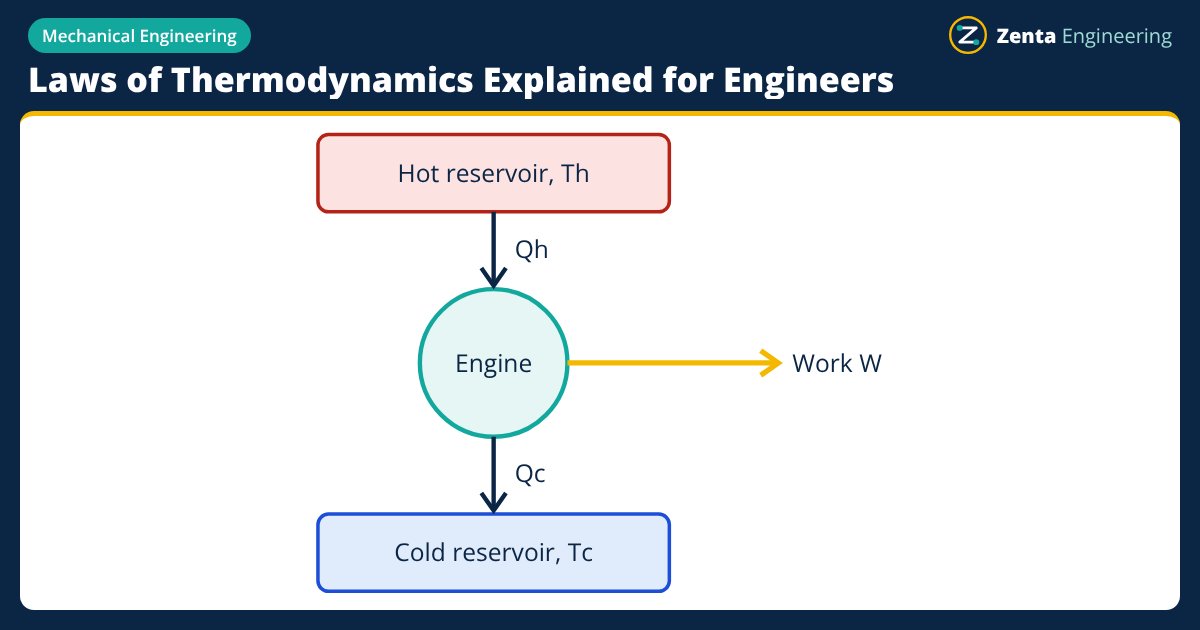 Mechanical Engineering
Zenta Engineering
Laws of Thermodynamics Explained for Engineers
Hot reservoir, Th
Qh
Engine
Work W
Qc
Cold reservoir, Tc